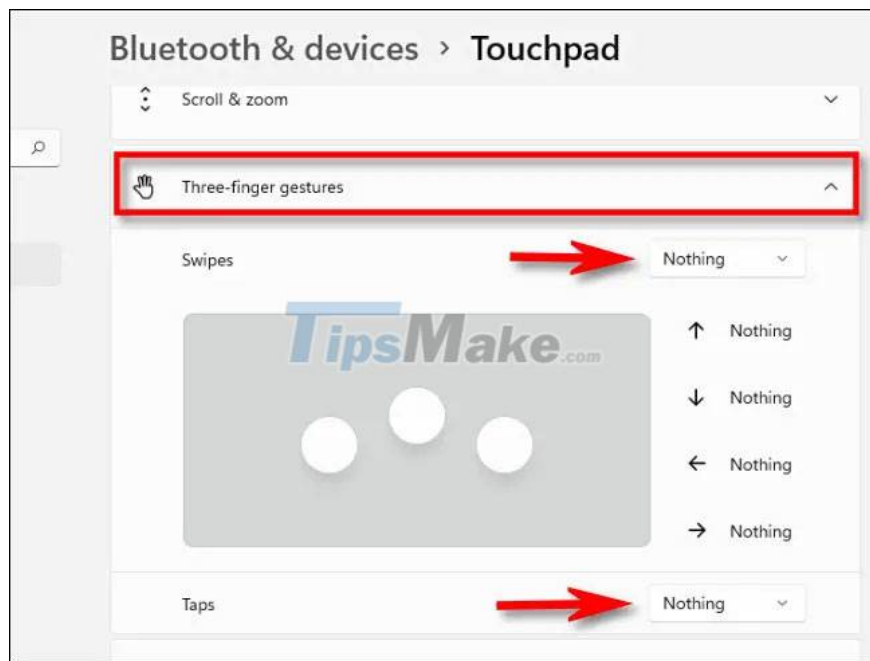 Bluetooth & devices > Touchpad
Scroll & zoom
Three-finger gestures
Swipes Nothing
TipsMake.com
↑ Nothing
↓ Nothing
← Nothing
→ Nothing
Taps Nothing